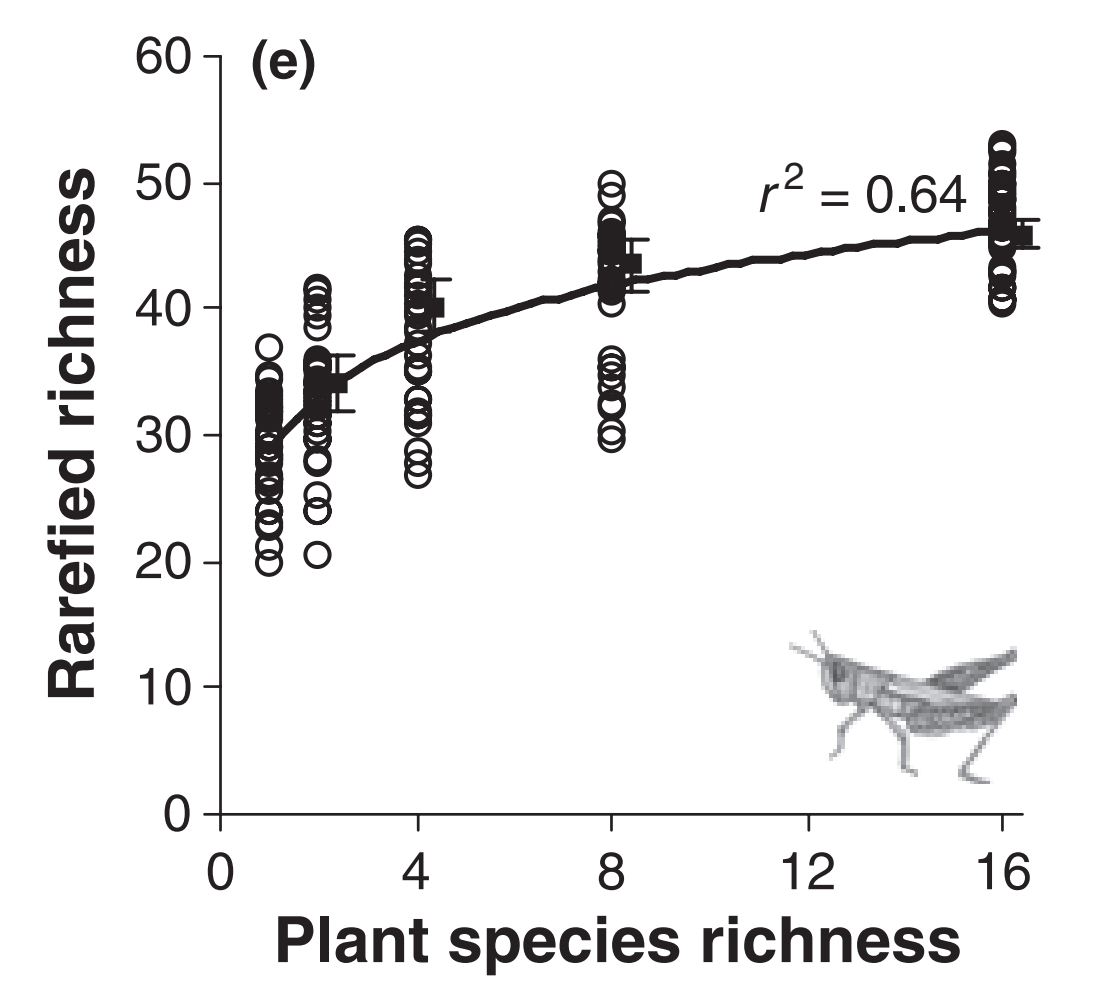 60
(e)
50
r² = 0.64
40
30
20
10
0
Rarefied richness
0 4 8 12 16
Plant species richness